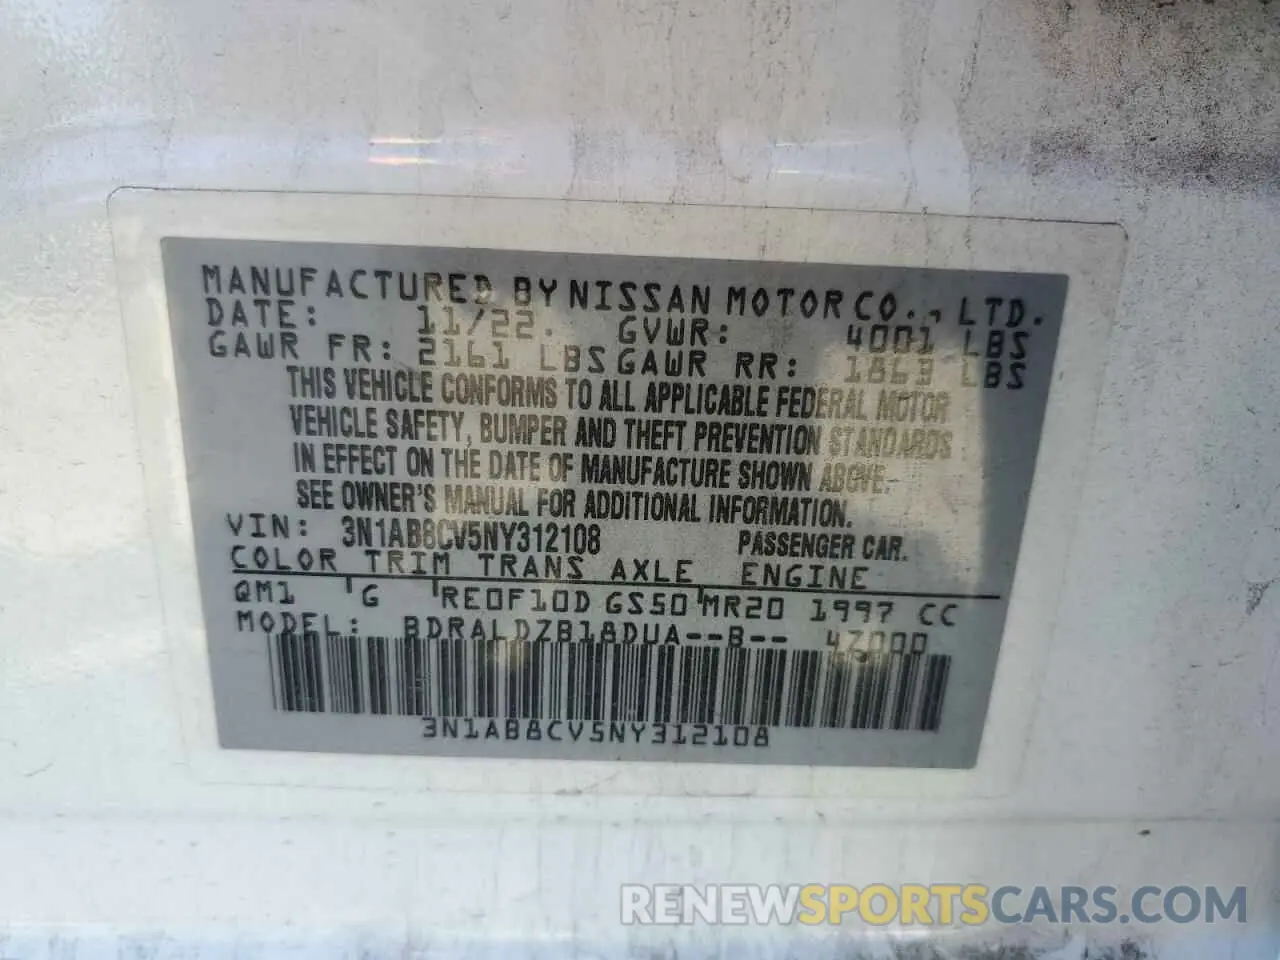 MANUFACTURED BY NISSAN MOTOR CO., LTD.
DATE: 11/22. GVWR: 4001 LBS
GAWR FR: 2161 LBS GAWR RR: 1863 LBS
THIS VEHICLE CONFORMS TO ALL APPLICABLE FEDERAL MOTOR
VEHICLE SAFETY, BUMPER AND THEFT PREVENTION STANDARDS
IN EFFECT ON THE DATE OF MANUFACTURE SHOWN ABOVE.
SEE OWNER'S MANUAL FOR ADDITIONAL INFORMATION.
VIN: 3N1AB8CV5NY312108 PASSENGER CAR.
COLOR TRIM TRANS AXLE ENGINE
QM1 G RE0F10D GS50 MR20 1997 CC
MODEL: BDRALDZB18DUA--B-- 4Z000
3N1AB8CV5NY312108
RENEWSPORTSCARS.COM